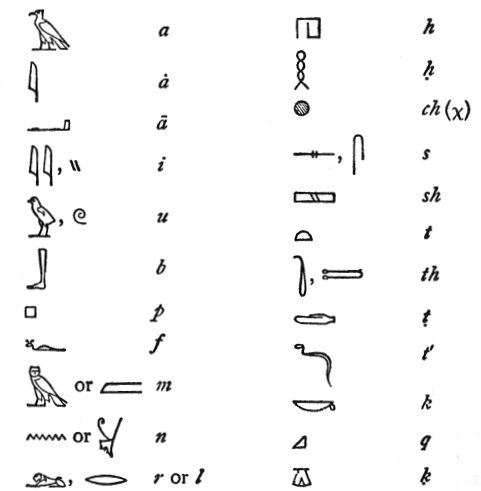 𓄿 a
𓇋 ȧ
𓂝 ā
𓇌, 𓏭 i
𓅱, 𓏲 u
𓃀 b
𓊪 p
𓆑 f
𓅓 or 𓐝 m
𓈖 or 𓋔 n
𓃭, 𓂋 r or l
𓉔 h
𓎛 ḥ
𓐍 ch (χ)
𓊃, 𓋴 s
𓈙 sh
𓏏 t
𓍘, 𓍿 th
𓂧 ṭ
𓆓 t'
𓎡 k
𓈎 q
𓎼 ḳ